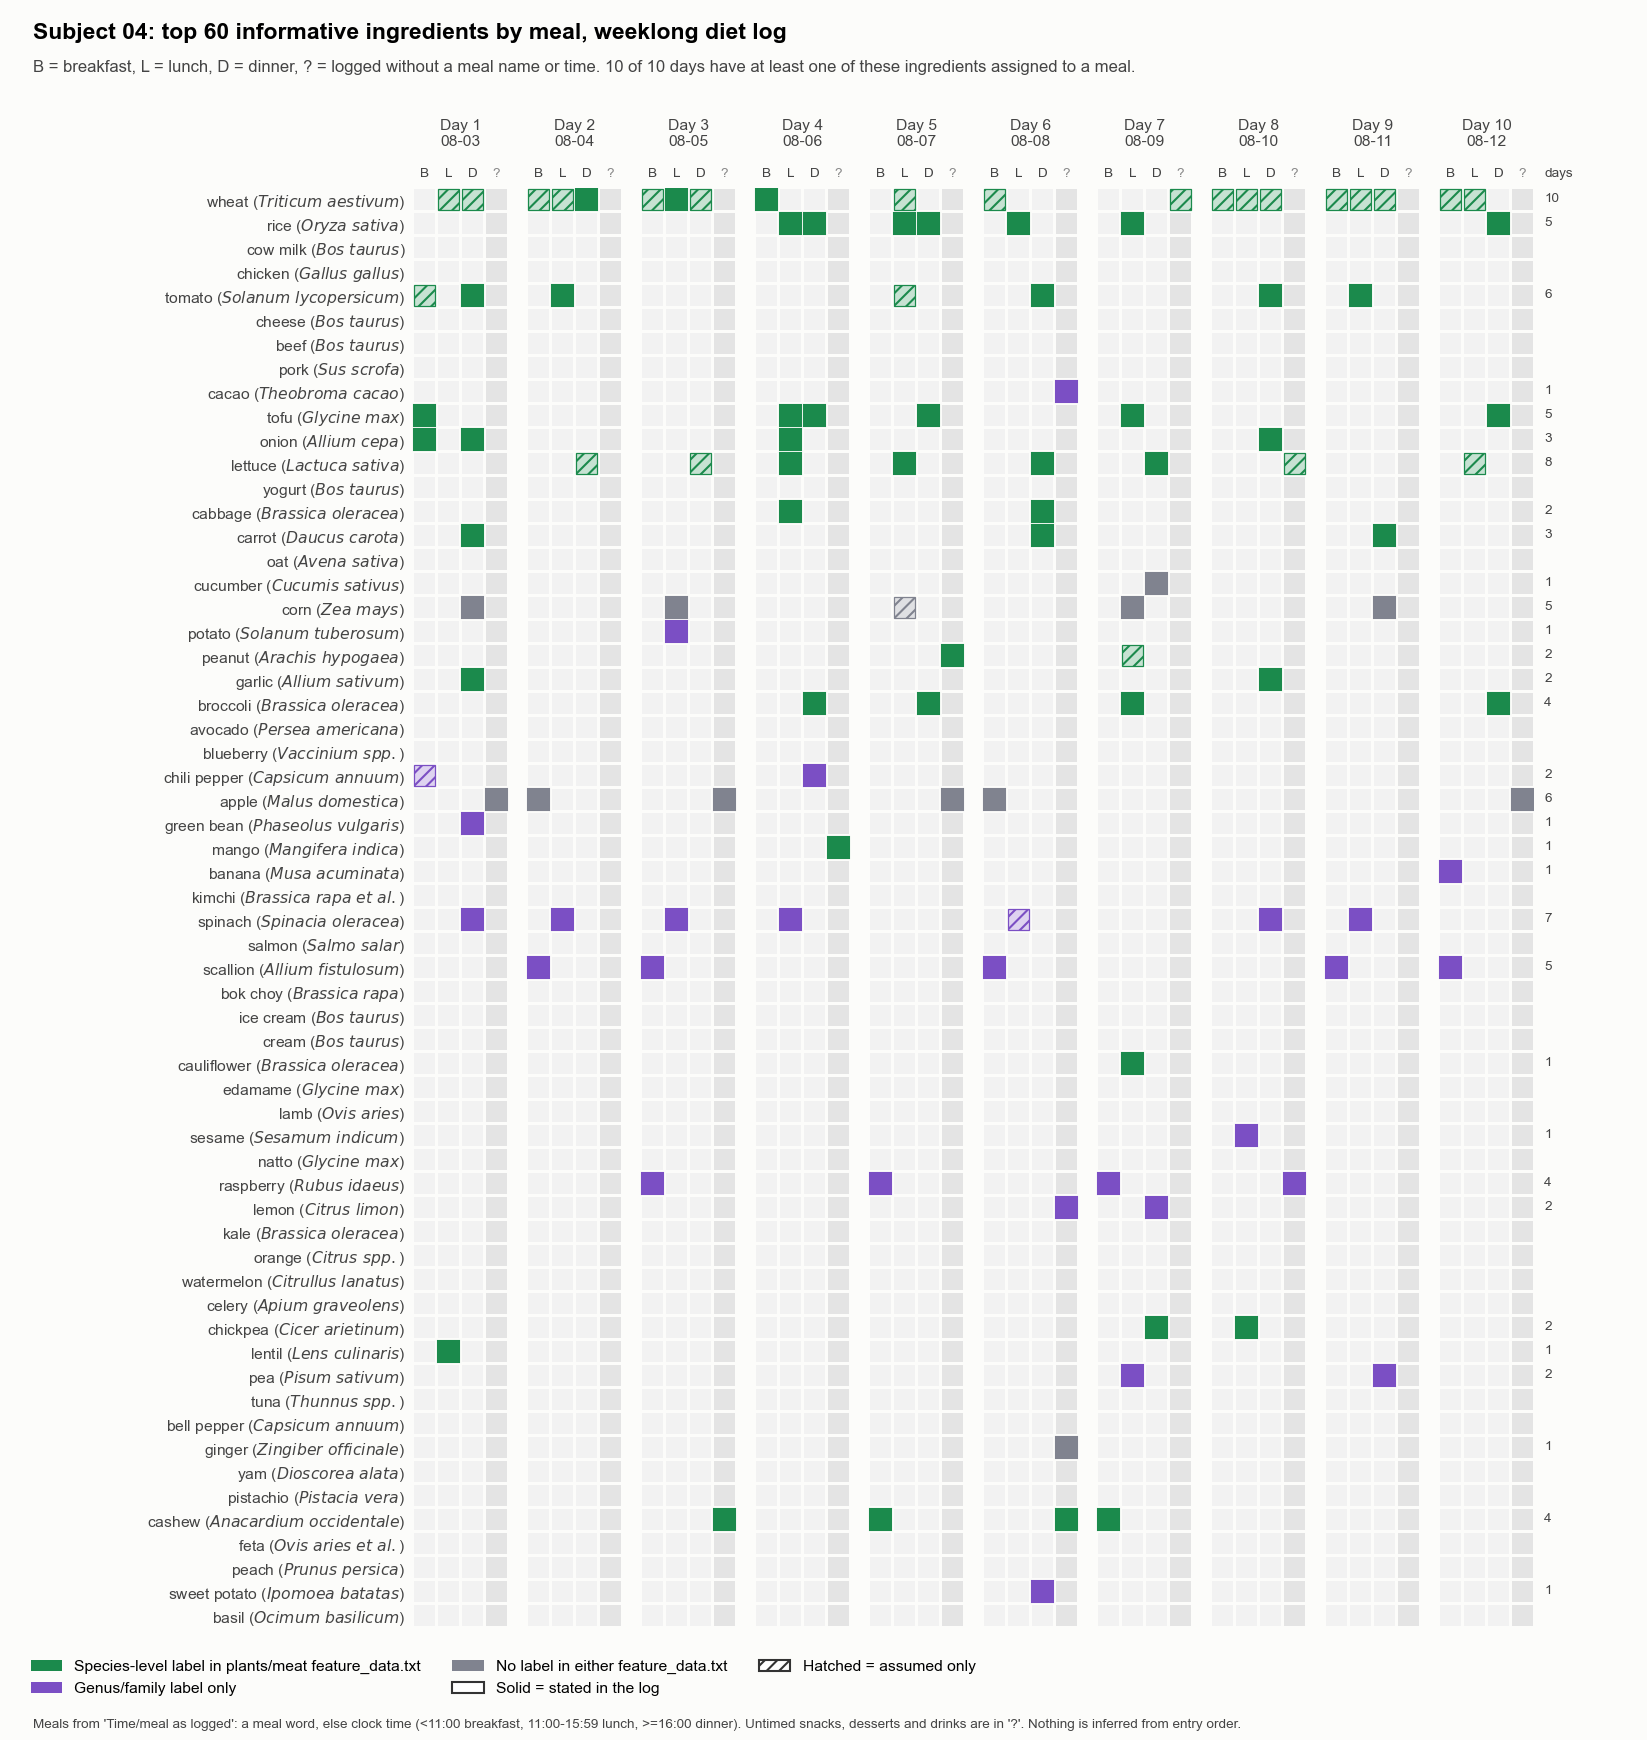 Subject 04: top 60 informative ingredients by meal, weeklong diet log
B = breakfast, L = lunch, D = dinner, ? = logged without a meal name or time. 10 of 10 days have at least one of these ingredients assigned to a meal.
Day 1 Day 2 Day 3 Day 4 Day 5 Day 6 Day 7 Day 8 Day 9 Day 10
08-03 08-04 08-05 08-06 08-07 08-08 08-09 08-10 08-11 08-12
B L D ? B L D ? B L D ? B L D ? B L D ? B L D ? B L D ? B L D ? B L D ? B L D ? days
wheat (Triticum aestivum) 10
rice (Oryza sativa) 5
cow milk (Bos taurus)
chicken (Gallus gallus)
tomato (Solanum lycopersicum) 6
cheese (Bos taurus)
beef (Bos taurus)
pork (Sus scrofa)
cacao (Theobroma cacao) 1
tofu (Glycine max) 5
onion (Allium cepa) 3
lettuce (Lactuca sativa) 8
yogurt (Bos taurus)
cabbage (Brassica oleracea) 2
carrot (Daucus carota) 3
oat (Avena sativa)
cucumber (Cucumis sativus) 1
corn (Zea mays) 5
potato (Solanum tuberosum) 1
peanut (Arachis hypogaea) 2
garlic (Allium sativum) 2
broccoli (Brassica oleracea) 4
avocado (Persea americana)
blueberry (Vaccinium spp. )
chili pepper (Capsicum annuum) 2
apple (Malus domestica) 6
green bean (Phaseolus vulgaris) 1
mango (Mangifera indica) 1
banana (Musa acuminata) 1
kimchi (Brassica rapa et al. )
spinach (Spinacia oleracea) 7
salmon (Salmo salar)
scallion (Allium fistulosum) 5
bok choy (Brassica rapa)
ice cream (Bos taurus)
cream (Bos taurus)
cauliflower (Brassica oleracea) 1
edamame (Glycine max)
lamb (Ovis aries)
sesame (Sesamum indicum) 1
natto (Glycine max)
raspberry (Rubus idaeus) 4
lemon (Citrus limon) 2
kale (Brassica oleracea)
orange (Citrus spp. )
watermelon (Citrullus lanatus)
celery (Apium graveolens)
chickpea (Cicer arietinum) 2
lentil (Lens culinaris) 1
pea (Pisum sativum) 2
tuna (Thunnus spp. )
bell pepper (Capsicum annuum)
ginger (Zingiber officinale) 1
yam (Dioscorea alata)
pistachio (Pistacia vera)
cashew (Anacardium occidentale) 4
feta (Ovis aries et al. )
peach (Prunus persica)
sweet potato (Ipomoea batatas) 1
basil (Ocimum basilicum)
Species-level label in plants/meat feature_data.txt No label in either feature_data.txt Hatched = assumed only
Genus/family label only Solid = stated in the log
Meals from 'Time/meal as logged': a meal word, else clock time (<11:00 breakfast, 11:00-15:59 lunch, >=16:00 dinner). Untimed snacks, desserts and drinks are in '?'. Nothing is inferred from entry order.